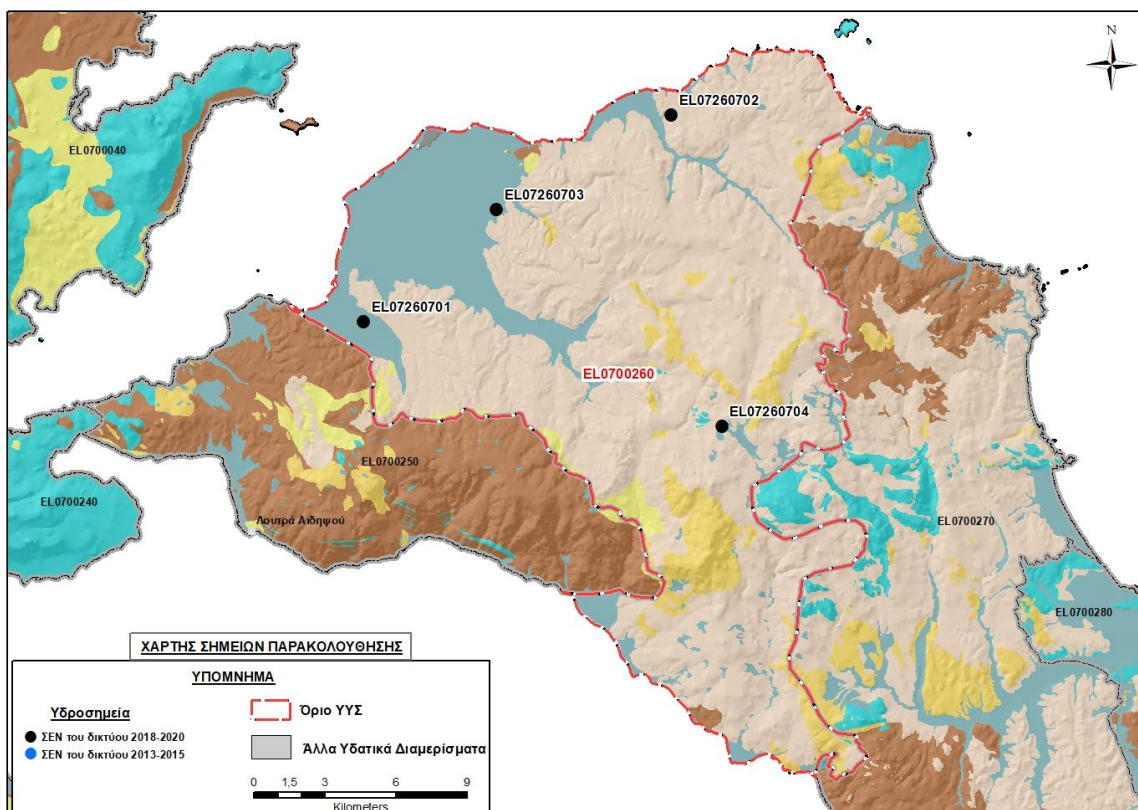 N
EL07260702
EL0700040
EL07260703
EL07260701
EL0700260
EL07260704
EL0700250
EL0700240
Λουτρά Αιδηψού
EL0700270
EL0700280
ΧΑΡΤΗΣ ΣΗΜΕΙΩΝ ΠΑΡΑΚΟΛΟΥΘΗΣΗΣ
ΥΠΟΜΝΗΜΑ
Υδροσημεία
Όριο ΥΥΣ
ΣΕΝ του δικτύου 2018-2020
ΣΕΝ του δικτύου 2013-2015
Άλλα Υδατικά Διαμερίσματα
0 1,5 3 6 9
Kilometers